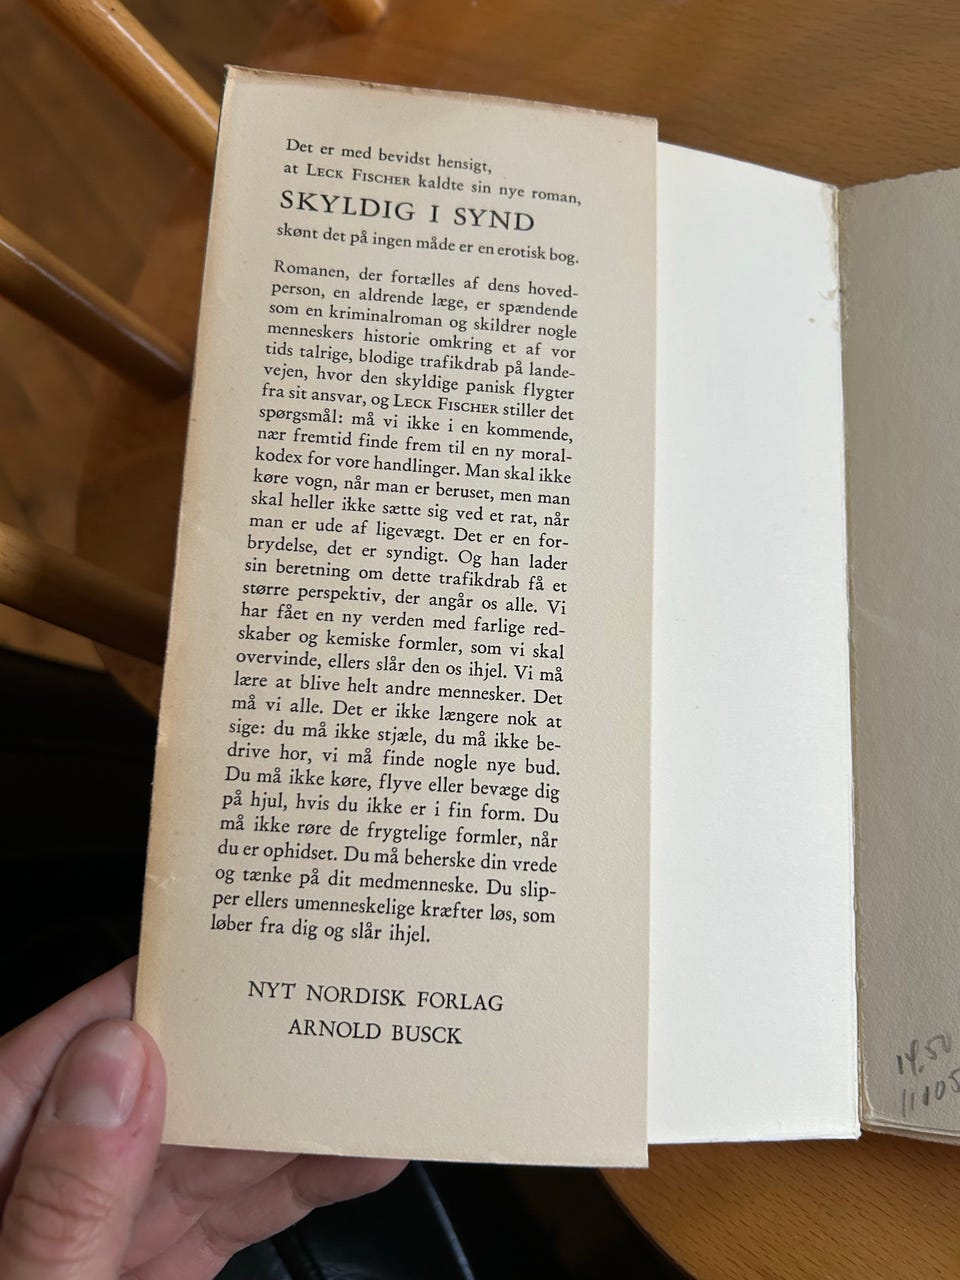 Det er med bevidst hensigt,
at LECK FISCHER kaldte sin nye roman,
SKYLDIG I SYND
skønt det på ingen måde er en erotisk bog.
Romanen, der fortælles af dens hoved-
person, en aldrende læge, er spændende
som en kriminalroman og skildrer nogle
menneskers historie omkring et af vor
tids talrige, blodige trafikdrab på lande-
vejen, hvor den skyldige panisk flygter
fra sit ansvar, og LECK FISCHER stiller det
spørgsmål: må vi ikke i en kommende,
nær fremtid finde frem til en ny moral-
kodex for vore handlinger. Man skal ikke
køre vogn, når man er beruset, men man
skal heller ikke sætte sig ved et rat, når
man er ude af ligevægt. Det er en for-
brydelse, det er syndigt. Og han lader
sin beretning om dette trafikdrab få et
større perspektiv, der angår os alle. Vi
har fået en ny verden med farlige red-
skaber og kemiske formler, som vi skal
overvinde, ellers slår den os ihjel. Vi må
lære at blive helt andre mennesker. Det
må vi alle. Det er ikke længere nok at
sige: du må ikke stjæle, du må ikke be-
drive hor, vi må finde nogle nye bud.
Du må ikke køre, flyve eller bevæge dig
på hjul, hvis du ikke er i fin form. Du
må ikke røre de frygtelige formler, når
du er ophidset. Du må beherske din vrede
og tænke på dit medmenneske. Du slip-
per ellers umenneskelige kræfter løs, som
løber fra dig og slår ihjel.
NYT NORDISK FORLAG
ARNOLD BUSCK